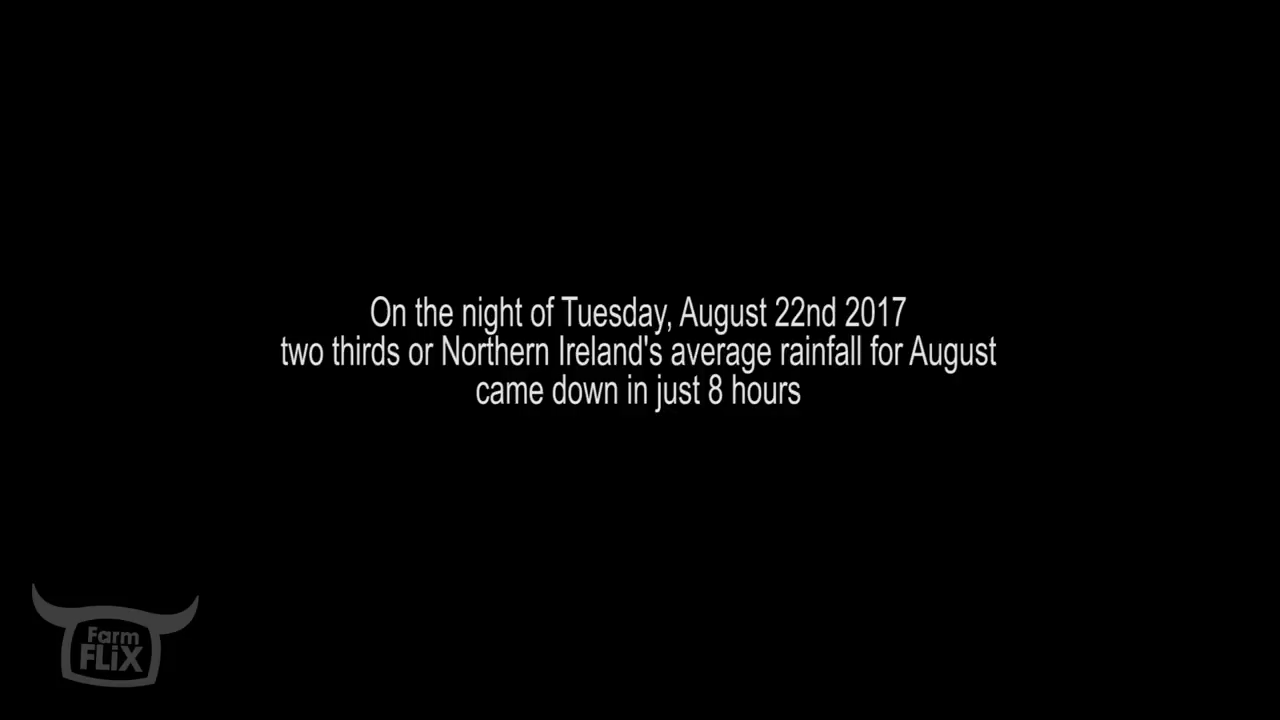 On the night of Tuesday, August 22nd 2017
two thirds or Northern Ireland's average rainfall for August
came down in just 8 hours
Farm
FLiX